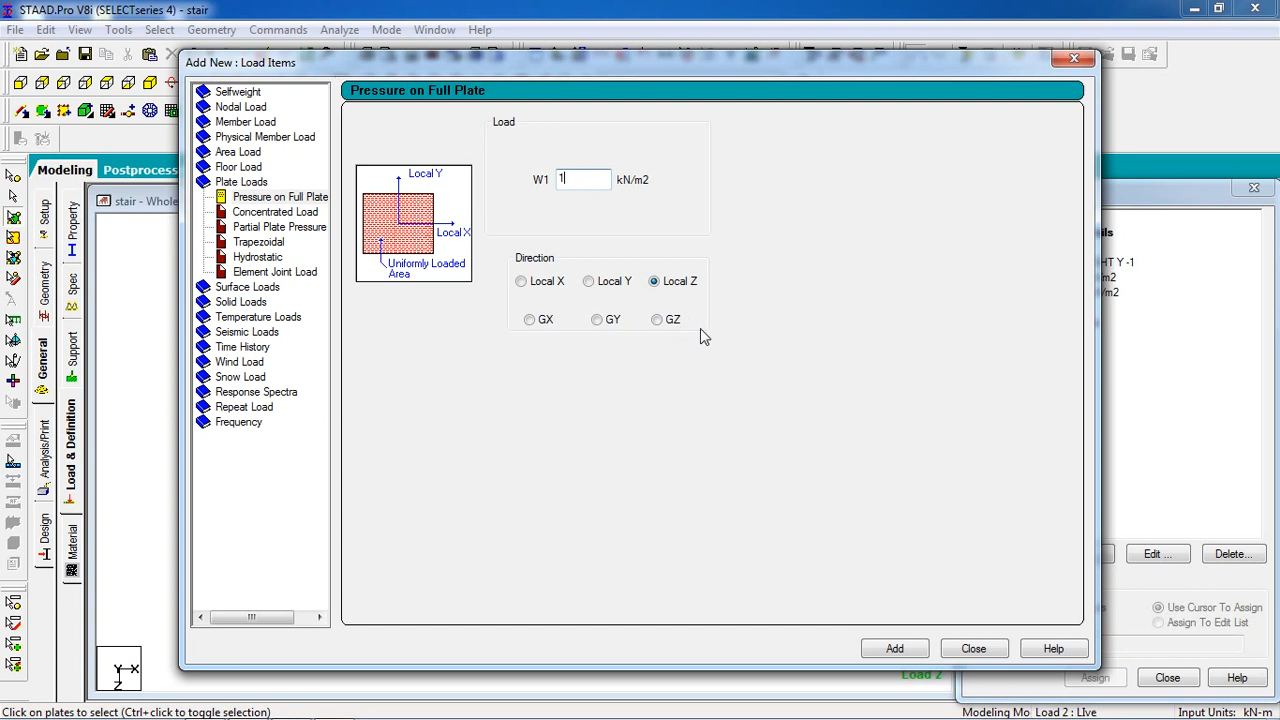 STAAD.Pro V8i (SELECTseries 4) - stair
File Edit View Tools Select Geometry Commands Analyze Mode Window Help
Add New : Load Items
Selfweight
Nodal Load
Member Load
Physical Member Load
Area Load
Floor Load
Plate Loads
Pressure on Full Plate
Concentrated Load
Partial Plate Pressure
Trapezoidal
Hydrostatic
Element Joint Load
Surface Loads
Solid Loads
Temperature Loads
Seismic Loads
Time History
Wind Load
Snow Load
Response Spectra
Repeat Load
Frequency
Pressure on Full Plate
Load
W1 1 kN/m2
Local Y
Local X
Uniformly Loaded
Area
Direction
Local X Local Y Local Z
GX GY GZ
Add Close Help
Modeling Postproces
stair - Whole
Setup
Geometry
General
Analysis/Print
Design
Property
Spec
Support
Load & Definition
Material
Y X
Z
Load 2
Edit ... Delete...
Use Cursor To Assign
Assign To Edit List
Assign Close Help
Click on plates to select (Ctrl+click to toggle selection)
Modeling Mo Load 2 : LIve Input Units: kN-m